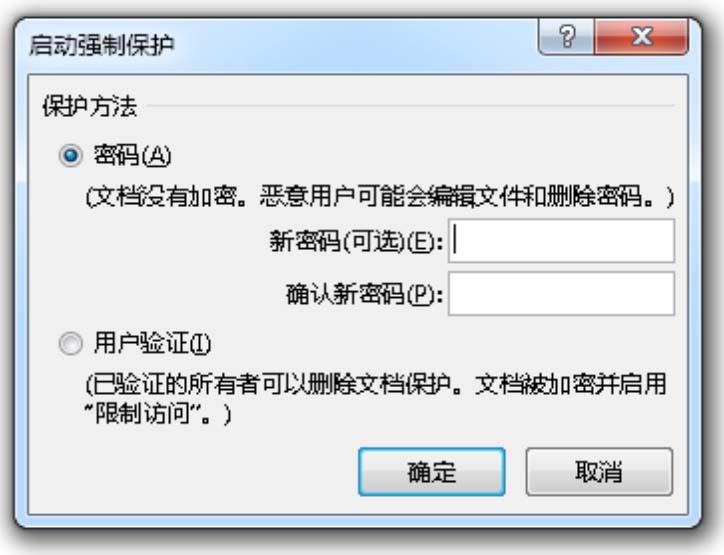 启动强制保护
?
保护方法
密码(A)
(文档没有加密。恶意用户可能会编辑文件和删除密码。)
新密码(可选)(E):
确认新密码(P):
用户验证(I)
(已验证的所有者可以删除文档保护。文档被加密并启用
“限制访问”。)
确定 取消